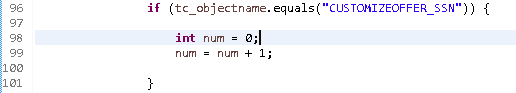 96 if (tc_objectname.equals("CUSTOMIZEOFFER_SSN")) {
97
98 int num = 0;
99 num = num + 1;
100
101 }